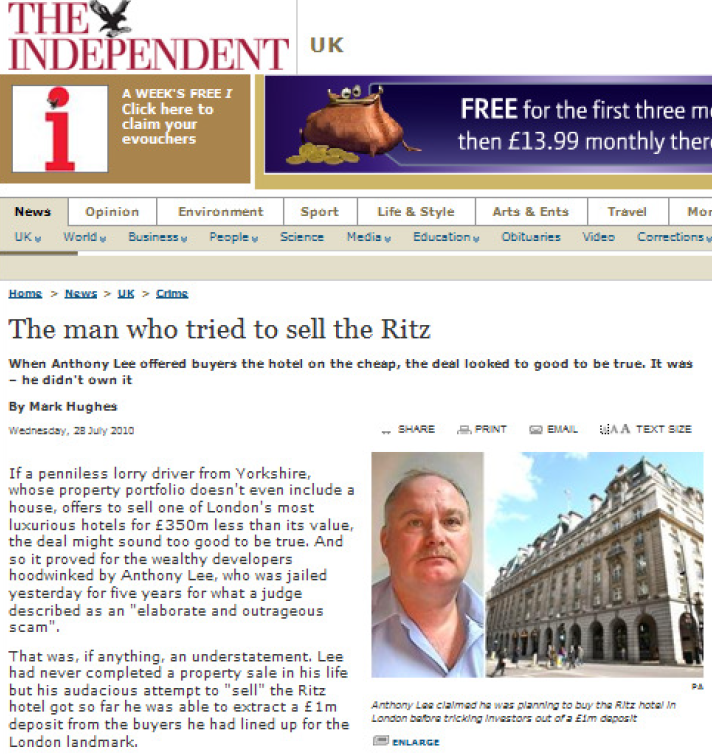 THE
INDEPENDENT
UK
A WEEK'S FREE I
Click here to
claim your
evouchers
i
FREE for the first three m
then £13.99 monthly ther
News Opinion Environment Sport Life & Style Arts & Ents Travel Mor
UK World Business People Science Media Education Obituaries Video Corrections
Home > News > UK > Crime
The man who tried to sell the Ritz
When Anthony Lee offered buyers the hotel on the cheap, the deal looked to good to be true. It was
– he didn't own it
By Mark Hughes
Wednesday, 28 July 2010
SHARE PRINT EMAIL AAA TEXT SIZE
If a penniless lorry driver from Yorkshire,
whose property portfolio doesn't even include a
house, offers to sell one of London's most
luxurious hotels for £350m less than its value,
the deal might sound too good to be true. And
so it proved for the wealthy developers
hoodwinked by Anthony Lee, who was jailed
yesterday for five years for what a judge
described as an "elaborate and outrageous
scam".
That was, if anything, an understatement. Lee
had never completed a property sale in his life
but his audacious attempt to "sell" the Ritz
hotel got so far he was able to extract a £1m
deposit from the buyers he had lined up for the
London landmark.
PA
Anthony Lee claimed he was planning to buy the Ritz hotel in
London before tricking investors out of a £1m deposit
ENLARGE